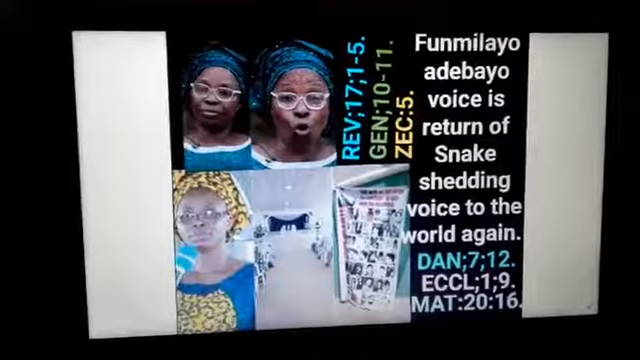 REV;17;1-5.
GEN;10-11.
ZEC:5.
Funmilayo
adebayo
voice is
return of
Snake
shedding
voice to the
world again.
DAN;7;12.
ECCL;1;9.
MAT:20:16.